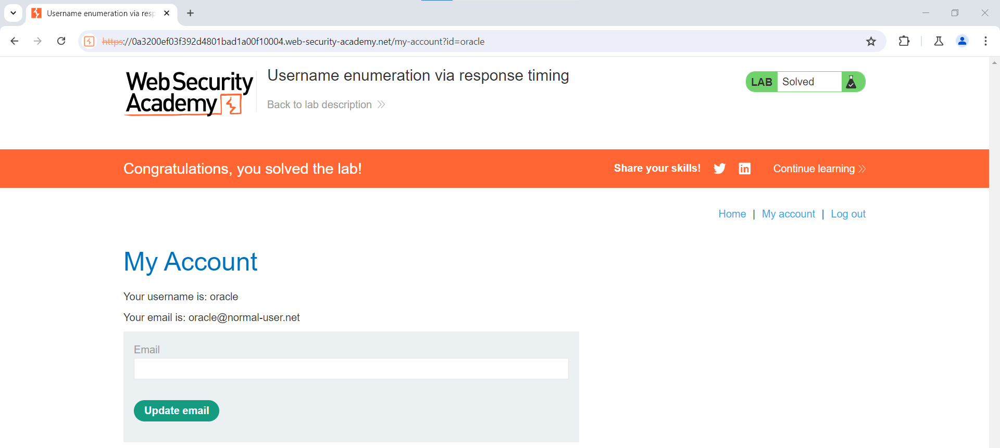 Username enumeration via resp
https://0a3200ef03f392d4801bad1a00f10004.web-security-academy.net/my-account?id=oracle
Web Security
Academy
Username enumeration via response timing
Back to lab description
LAB Solved
Congratulations, you solved the lab!
Share your skills!
Continue learning
Home | My account | Log out
My Account
Your username is: oracle
Your email is: oracle@normal-user.net
Email
Update email